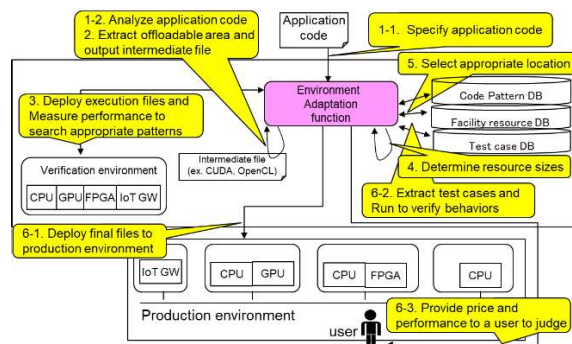 1-2. Analyze application code
2. Extract offloadable area and
output intermediate file
Application
code
1-1. Specify application code
5. Select appropriate location
3. Deploy execution files and
Measure performance to
search appropriate patterns
Environment
Adaptation
function
Code Pattern DB
Facility resource DB
Test case DB
Intermediate file
(ex. CUDA, OpenCL)
4. Determine resource sizes
Verification environment
CPU GPU FPGA IoT GW
6-2. Extract test cases and
Run to verify behaviors
6-1. Deploy final files to
production environment
IoT GW
CPU GPU
CPU FPGA
CPU
Production environment
user
6-3. Provide price and
performance to a user to judge